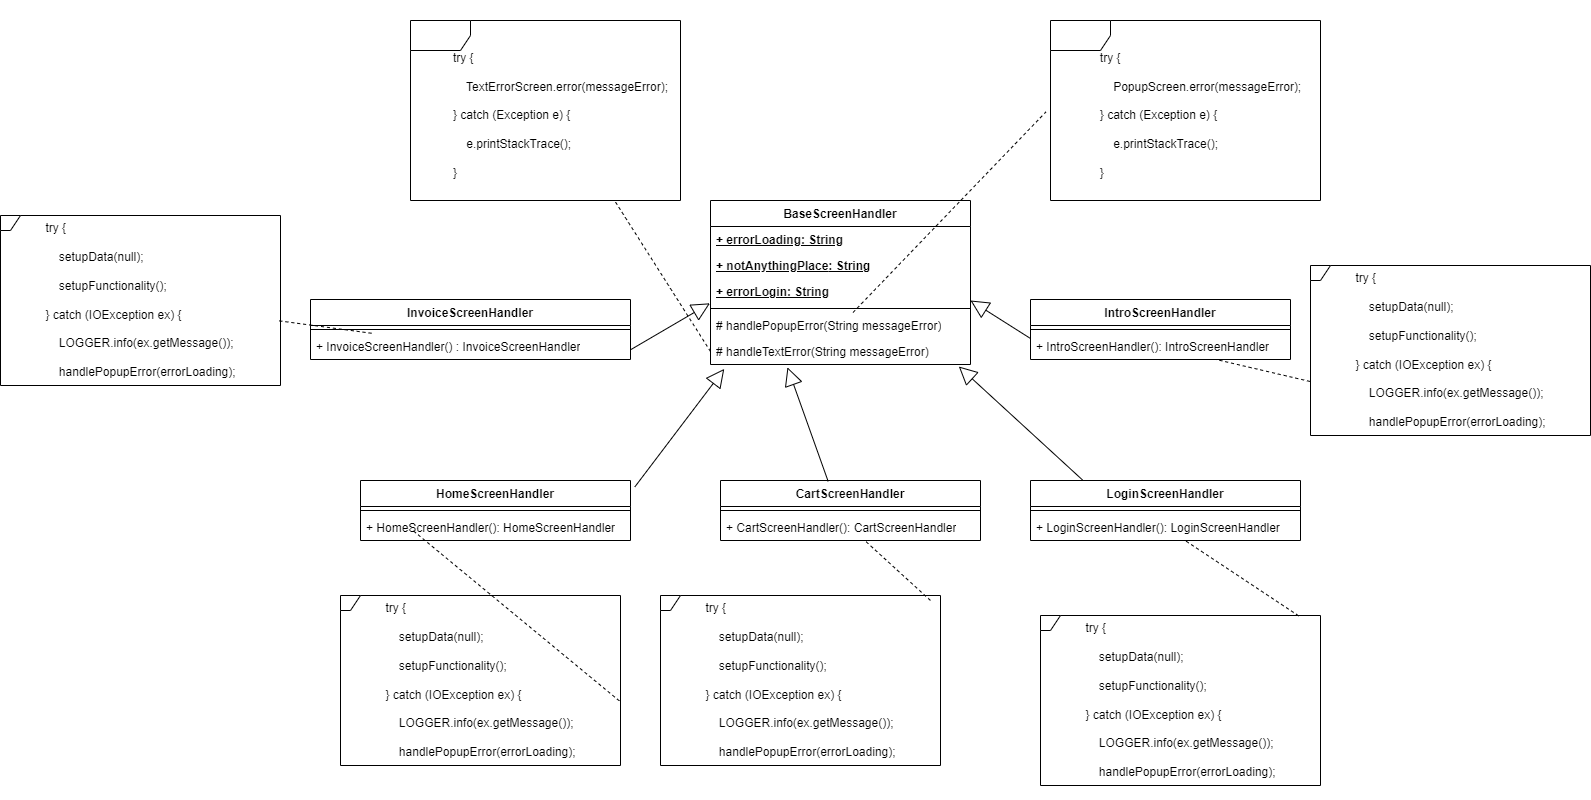 try {
TextErrorScreen.error(messageError);
} catch (Exception e) {
e.printStackTrace();
}
try {
PopupScreen.error(messageError);
} catch (Exception e) {
e.printStackTrace();
}
try {
setupData(null);
setupFunctionality();
} catch (IOException ex) {
LOGGER.info(ex.getMessage());
handlePopupError(errorLoading);
InvoiceScreenHandler
+ InvoiceScreenHandler() : InvoiceScreenHandler
BaseScreenHandler
+ errorLoading: String
+ notAnythingPlace: String
+ errorLogin: String
# handlePopupError(String messageError)
# handleTextError(String messageError)
IntroScreenHandler
+ IntroScreenHandler(): IntroScreenHandler
try {
setupData(null);
setupFunctionality();
} catch (IOException ex) {
LOGGER.info(ex.getMessage());
handlePopupError(errorLoading);
HomeScreenHandler
+ HomeScreenHandler(): HomeScreenHandler
CartScreenHandler
+ CartScreenHandler(): CartScreenHandler
LoginScreenHandler
+ LoginScreenHandler(): LoginScreenHandler
try {
setupData(null);
setupFunctionality();
} catch (IOException ex) {
LOGGER.info(ex.getMessage());
handlePopupError(errorLoading);
try {
setupData(null);
setupFunctionality();
} catch (IOException ex) {
LOGGER.info(ex.getMessage());
handlePopupError(errorLoading);
try {
setupData(null);
setupFunctionality();
} catch (IOException ex) {
LOGGER.info(ex.getMessage());
handlePopupError(errorLoading);